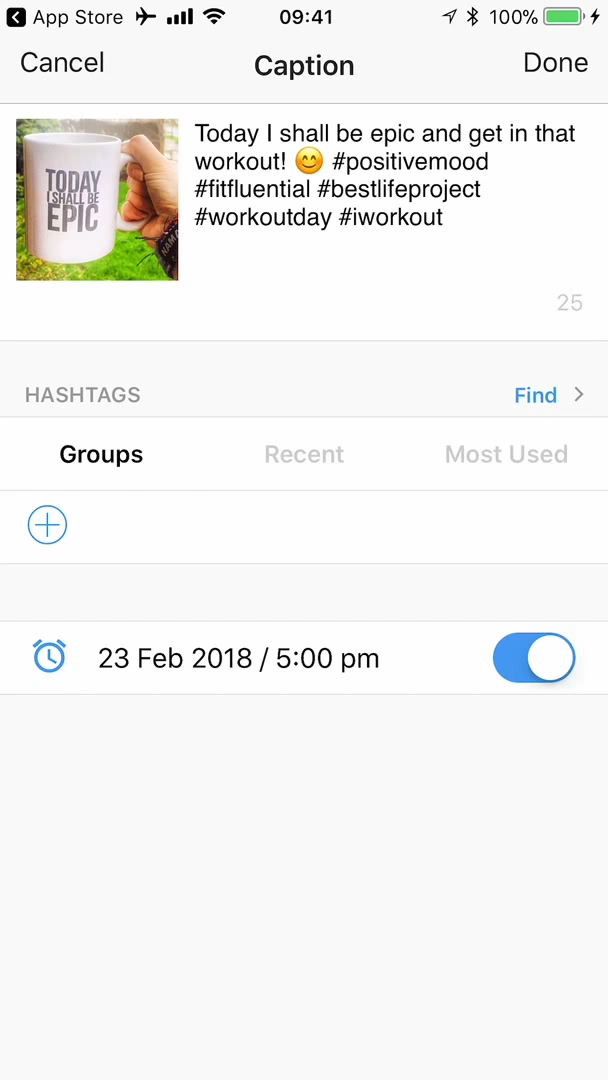 App Store
09:41
100%
Cancel
Caption
Done
TODAY
I SHALL BE
EPIC
Today I shall be epic and get in that
workout! 😊 #positivemood
#fitfluential #bestlifeproject
#workoutday #iworkout
25
HASHTAGS
Find
Groups
Recent
Most Used
23 Feb 2018 / 5:00 pm